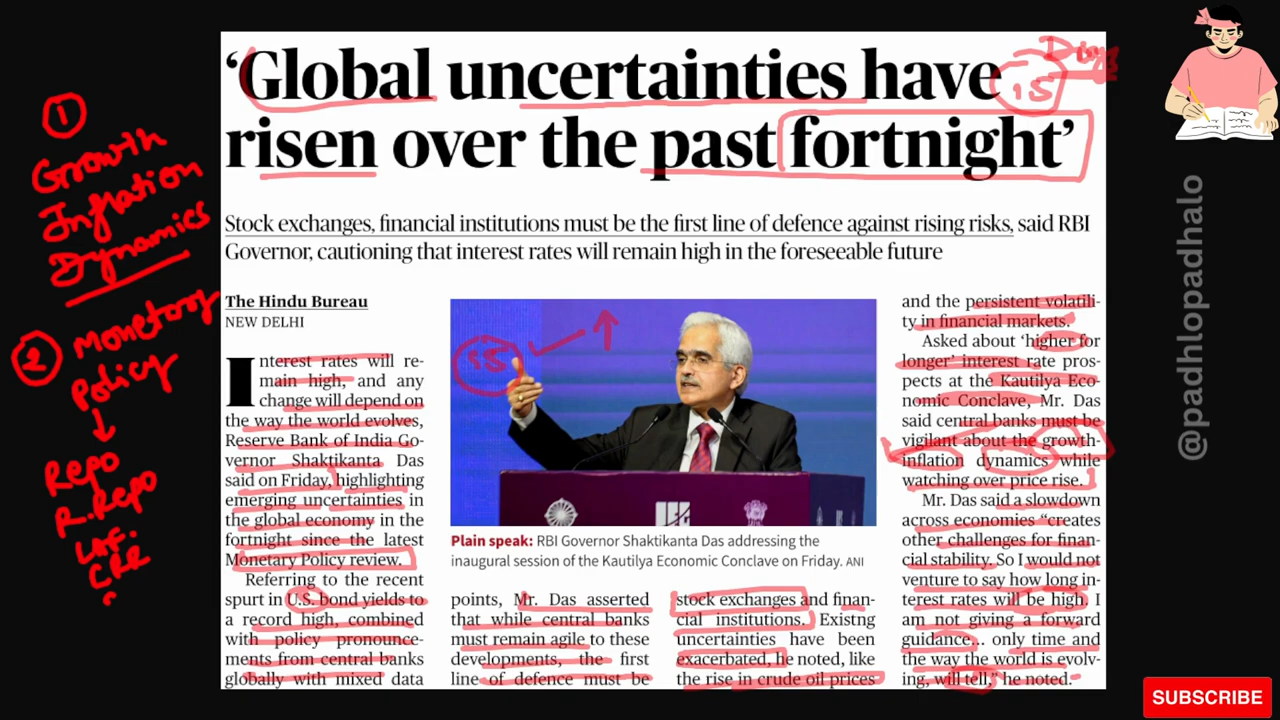 ‘Global uncertainties have
risen over the past fortnight’
15
Days
Stock exchanges, financial institutions must be the first line of defence against rising risks, said RBI
Governor, cautioning that interest rates will remain high in the foreseeable future
The Hindu Bureau
NEW DELHI
Interest rates will re-
main high, and any
change will depend on
the way the world evolves,
Reserve Bank of India Go-
vernor Shaktikanta Das
said on Friday, highlighting
emerging uncertainties in
the global economy in the
fortnight since the latest
Monetary Policy review.
Referring to the recent
spurt in U.S. bond yields to
a record high, combined
with policy pronounce-
ments from central banks
globally with mixed data
15
Plain speak: RBI Governor Shaktikanta Das addressing the
inaugural session of the Kautilya Economic Conclave on Friday. ANI
points, Mr. Das asserted
that while central banks
must remain agile to these
developments, the first
line of defence must be
stock exchanges and finan-
cial institutions. Existng
uncertainties have been
exacerbated, he noted, like
the rise in crude oil prices
and the persistent volatili-
ty in financial markets.
Asked about ‘higher for
longer’ interest rate pros-
pects at the Kautilya Eco-
nomic Conclave, Mr. Das
said central banks must be
vigilant about the growth-
inflation dynamics while
watching over price rise.
Mr. Das said a slowdown
across economies “creates
other challenges for finan-
cial stability. So I would not
venture to say how long in-
terest rates will be high. I
am not giving a forward
guidance... only time and
the way the world is evolv-
ing, will tell,” he noted.
1
Growth
Inflation
Dynamics
2 Monetory
Policy
Repo
R.Repo
LAF.
CRR
@padhlopadhalo
SUBSCRIBE